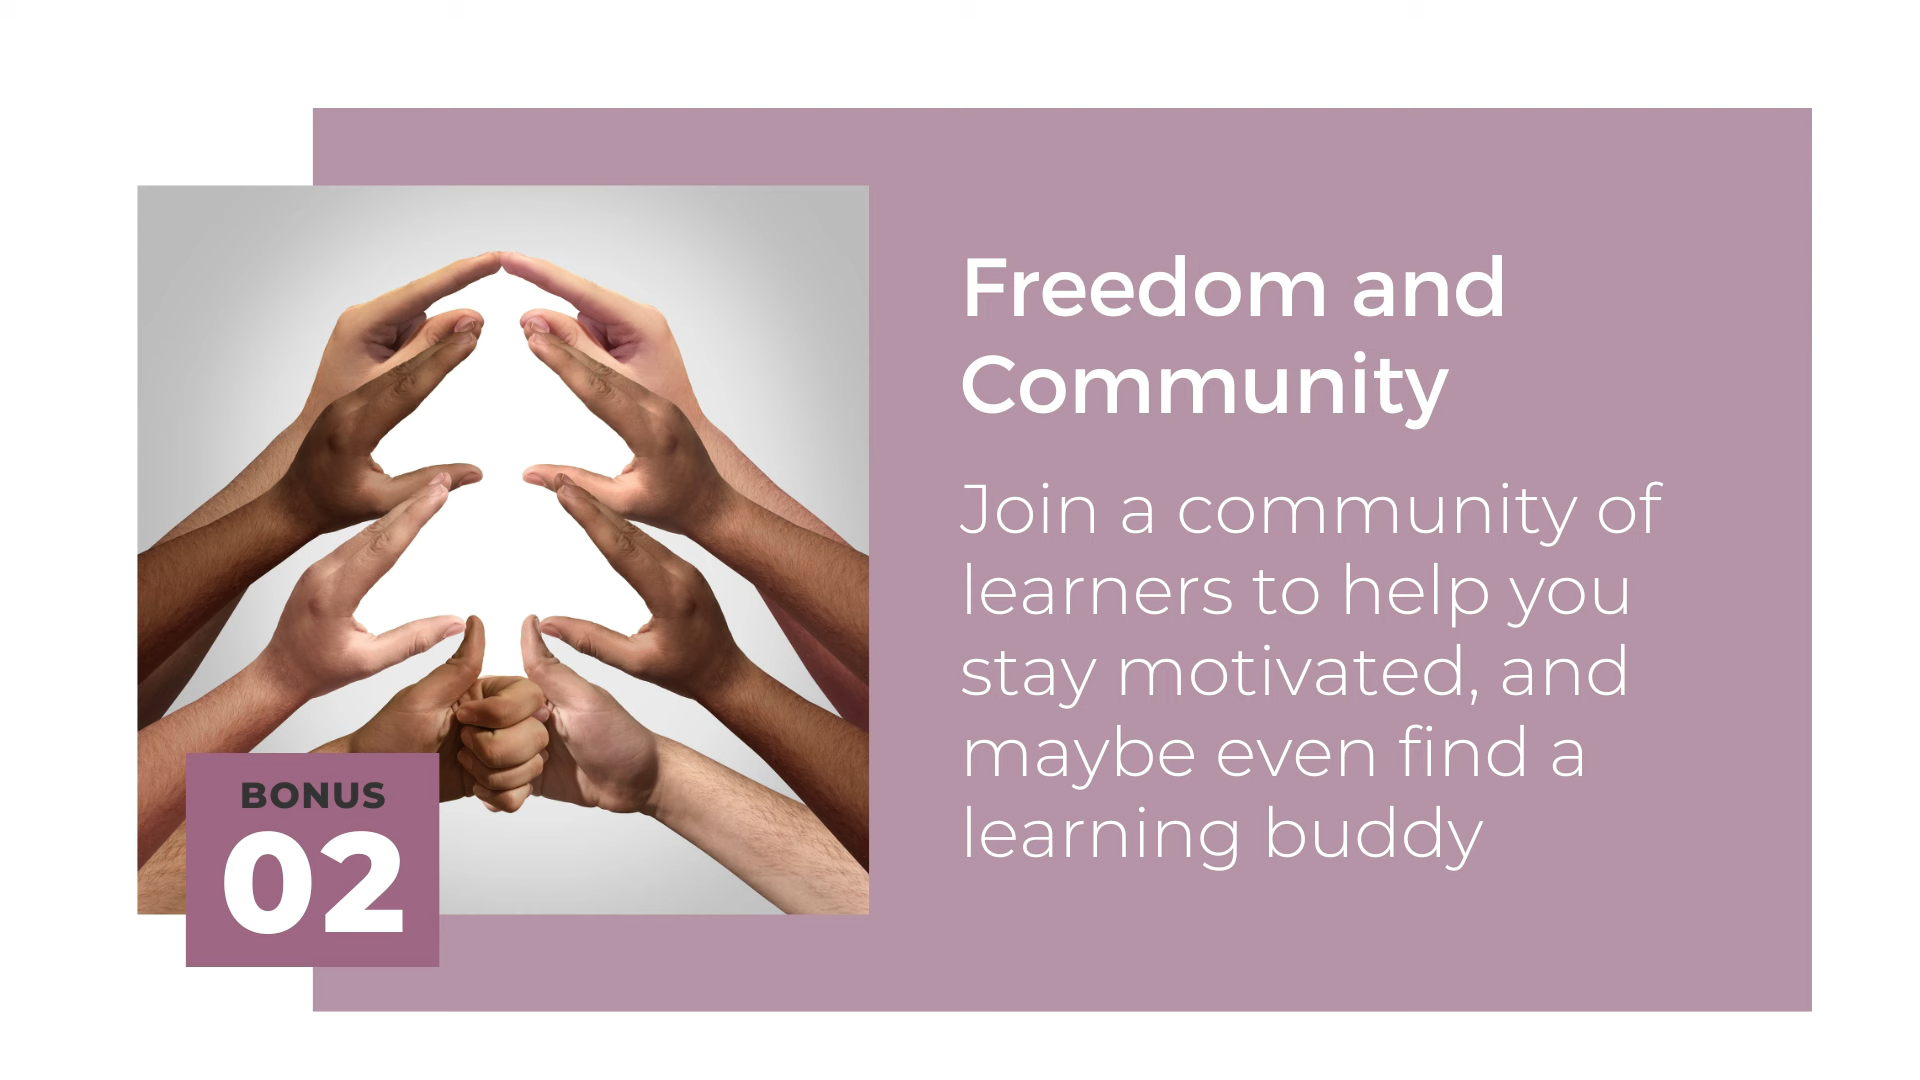 Freedom and
Community
Join a community of
learners to help you
stay motivated, and
maybe even find a
learning buddy
BONUS
02